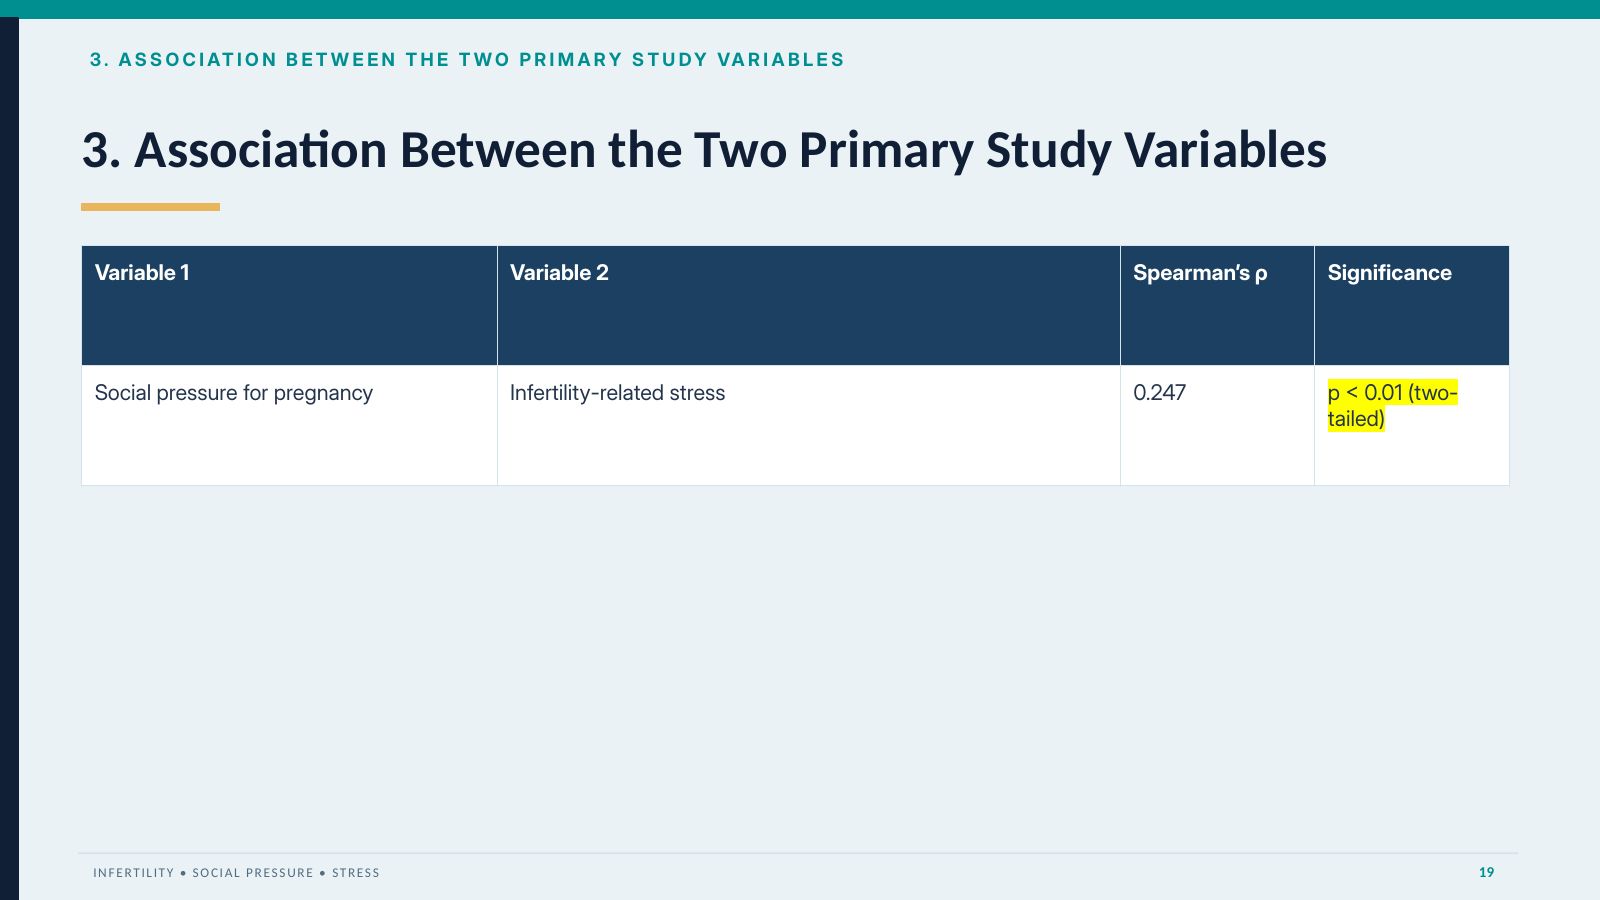 3. ASSOCIATION BETWEEN THE TWO PRIMARY STUDY VARIABLES
3. Association Between the Two Primary Study Variables
Variable 1
Variable 2
Spearman’s ρ
Significance
Social pressure for pregnancy
Infertility-related stress
0.247
p < 0.01 (two-
tailed)
INFERTILITY • SOCIAL PRESSURE • STRESS
19